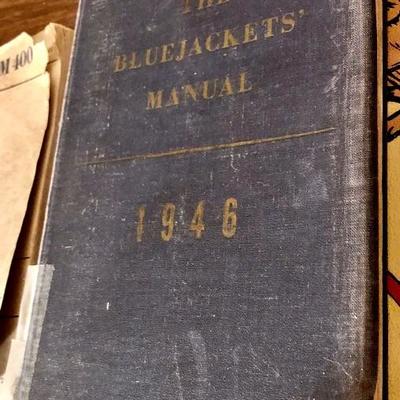 THE
BLUEJACKETS'
MANUAL
1946
M 400